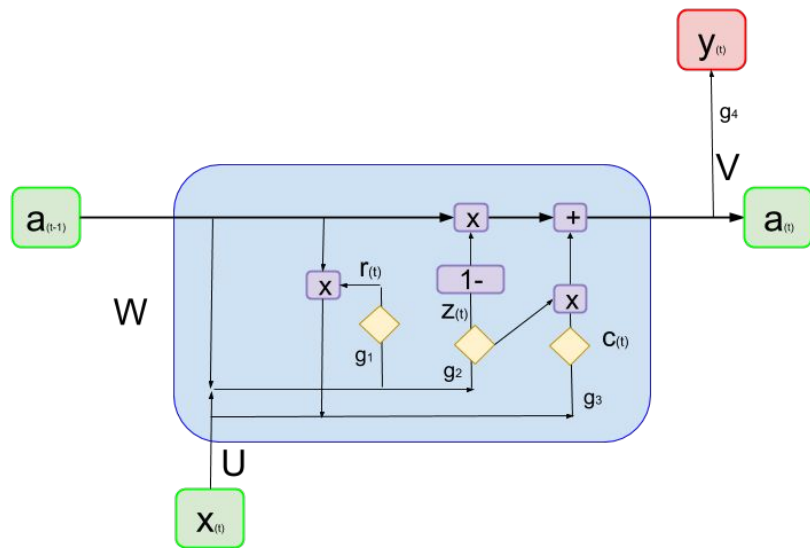 y(t)
g4
V
a(t-1)
x
+
a(t)
r(t)
x
1-
W
z(t)
x
g1
g2
c(t)
g3
U
x(t)